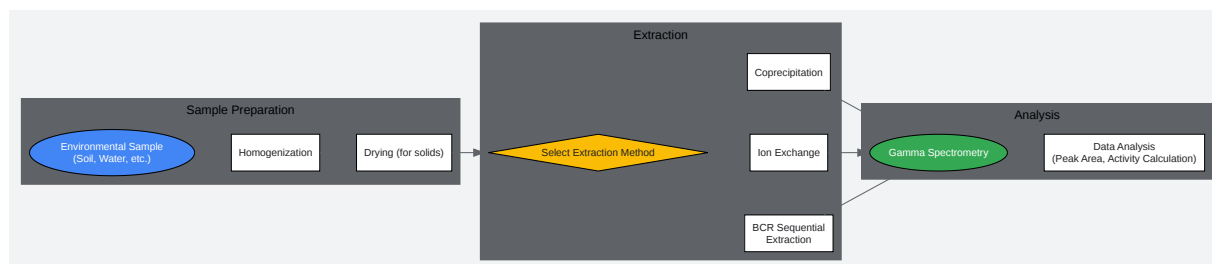 Sample Preparation
Environmental Sample
(Soil, Water, etc.)
Homogenization
Drying (for solids)
Extraction
Select Extraction Method
Coprecipitation
Ion Exchange
BCR Sequential
Extraction
Analysis
Gamma Spectrometry
Data Analysis
(Peak Area, Activity Calculation)